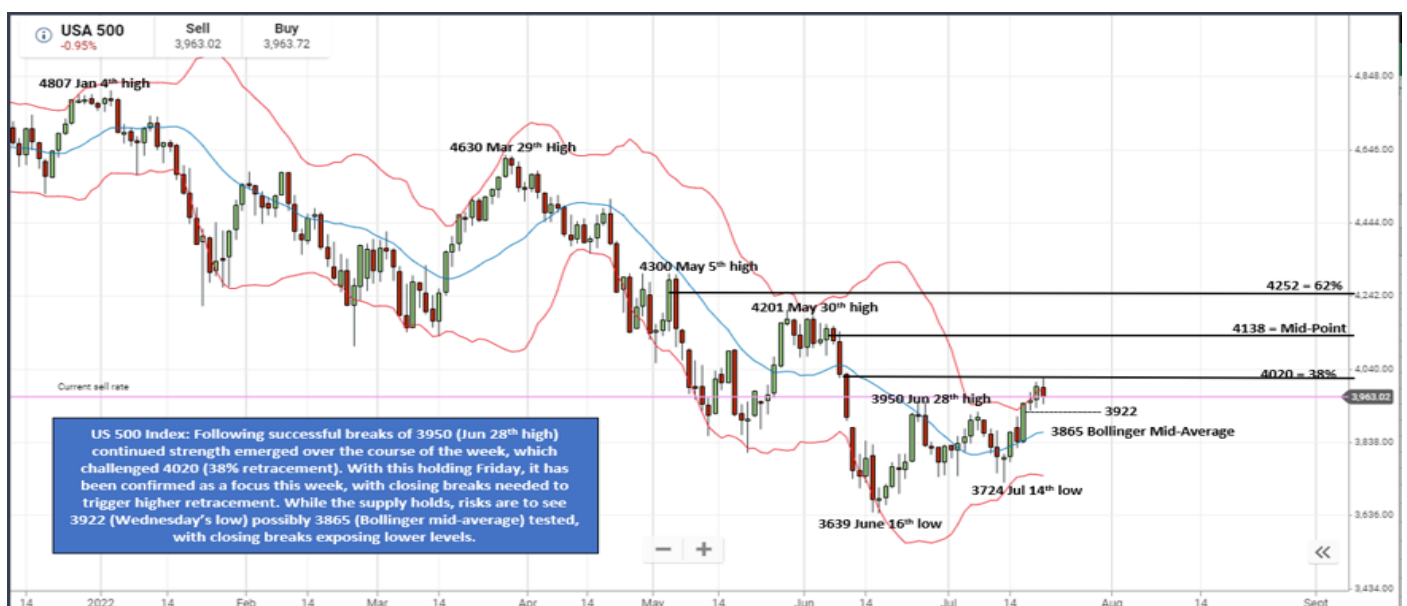 USA 500
-0.95%
Sell
3,963.02
Buy
3,963.72
4807 Jan 4th high
4630 Mar 29th High
4300 May 5th high
4201 May 30th high
4252 = 62%
4138 = Mid-Point
4020 = 38%
Current sell rate
3950 Jun 28th high
3922
3865 Bollinger Mid-Average
3724 Jul 14th low
3639 June 16th low
US 500 Index: Following successful breaks of 3950 (Jun 28th high)
continued strength emerged over the course of the week, which
challenged 4020 (38% retracement). With this holding Friday, it has
been confirmed as a focus this week, with closing breaks needed to
trigger higher retracement. While the supply holds, risks are to see
3922 (Wednesday's low) possibly 3865 (Bollinger mid-average) tested,
with closing breaks exposing lower levels.
4,848.00
4,646.00
4,444.00
4,242.00
4,040.00
3,963.02
3,838.00
3,636.00
3,434.00
14 2022 14 Feb 14 Mar 14 Apr 14 May 14 Jun 14 Jul 14 Aug 14 Sept